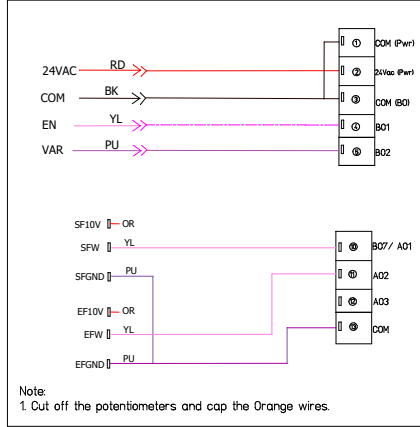 ① COM (Pwr)
24VAC RD ② 24Vac (Pwr)
COM BK ③ COM (BO)
EN YL ④ BO1
VAR PU ⑤ BO2
SF10V OR
SFW YL ⑩ BO7/ AO1
SFGND PU ⑪ AO2
EF10V OR ⑫ AO3
EFW YL ⑬ COM
EFGND PU
Note:
1. Cut off the potentiometers and cap the Orange wires.